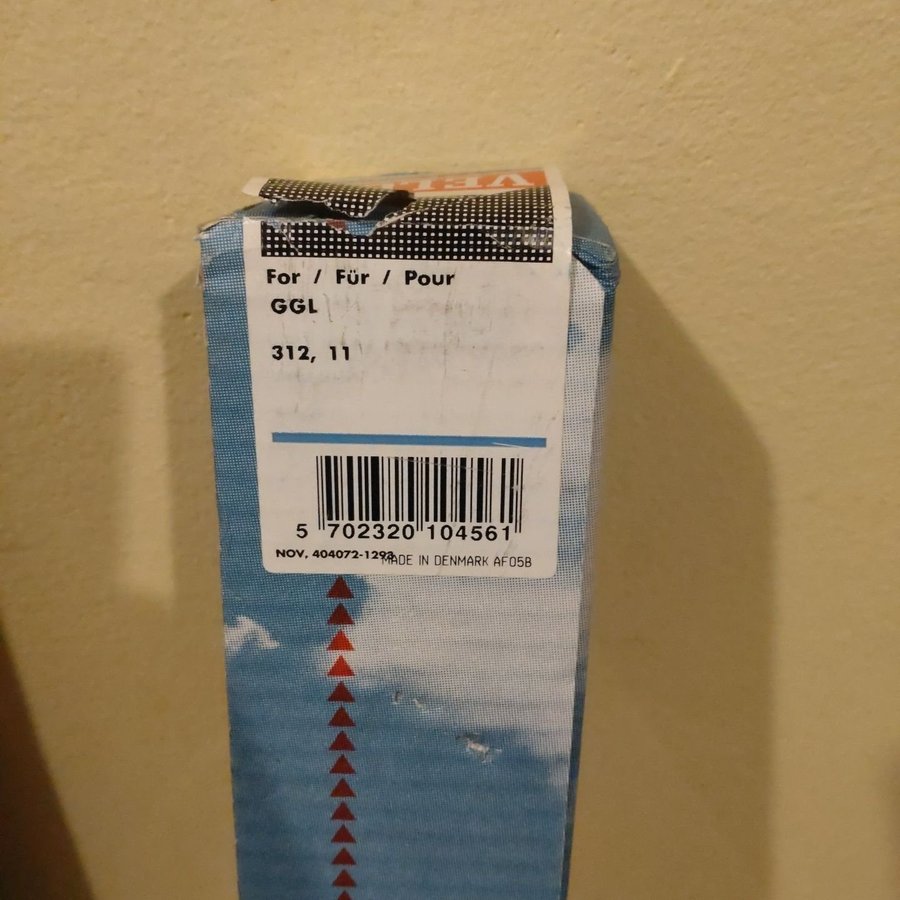 For / Für / Pour
GGL
312, 11
5 702320 104561
NOV, 404072-1293
MADE IN DENMARK AF05B